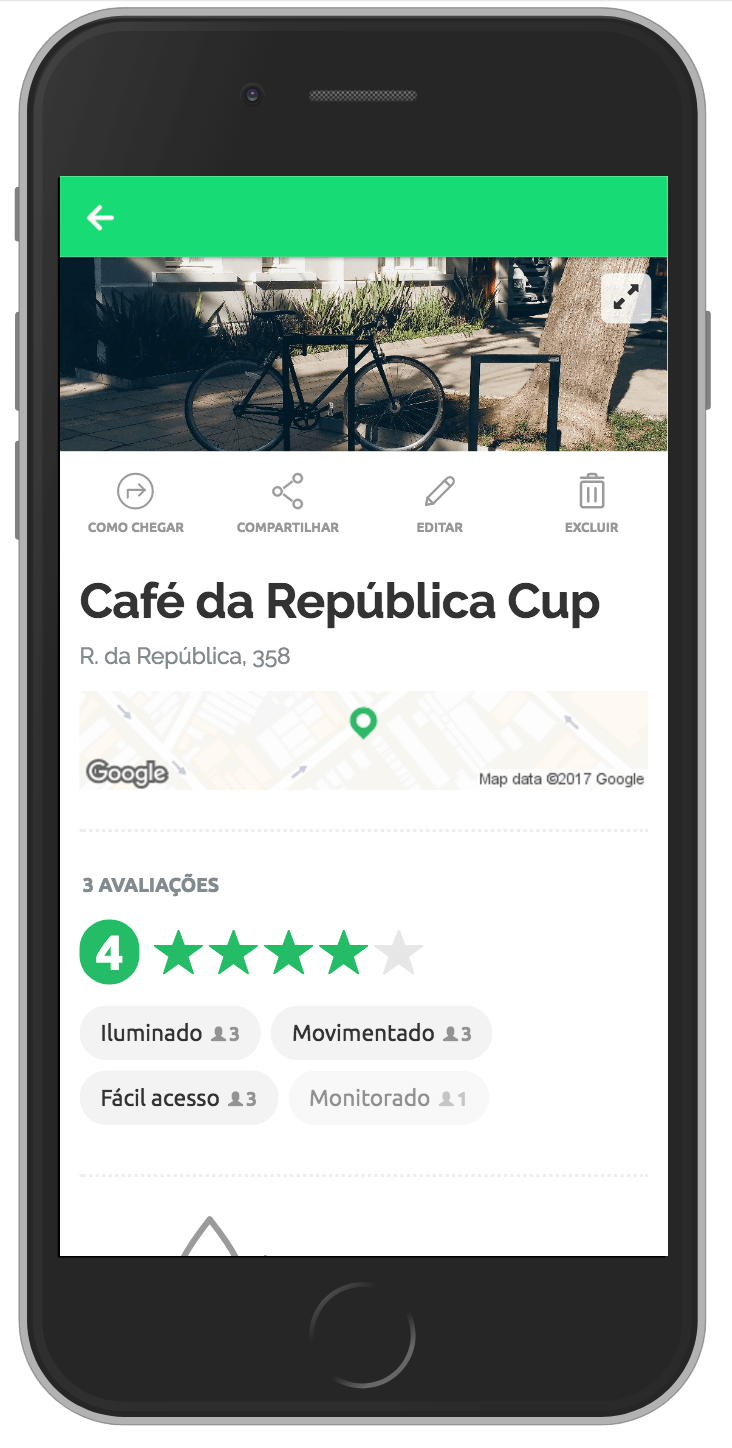 COMO CHEGAR COMPARTILHAR EDITAR EXCLUIR
Café da República Cup
R. da República, 358
Google Map data ©2017 Google
3 AVALIAÇÕES
4
Iluminado 3 Movimentado 3
Fácil acesso 3 Monitorado 1